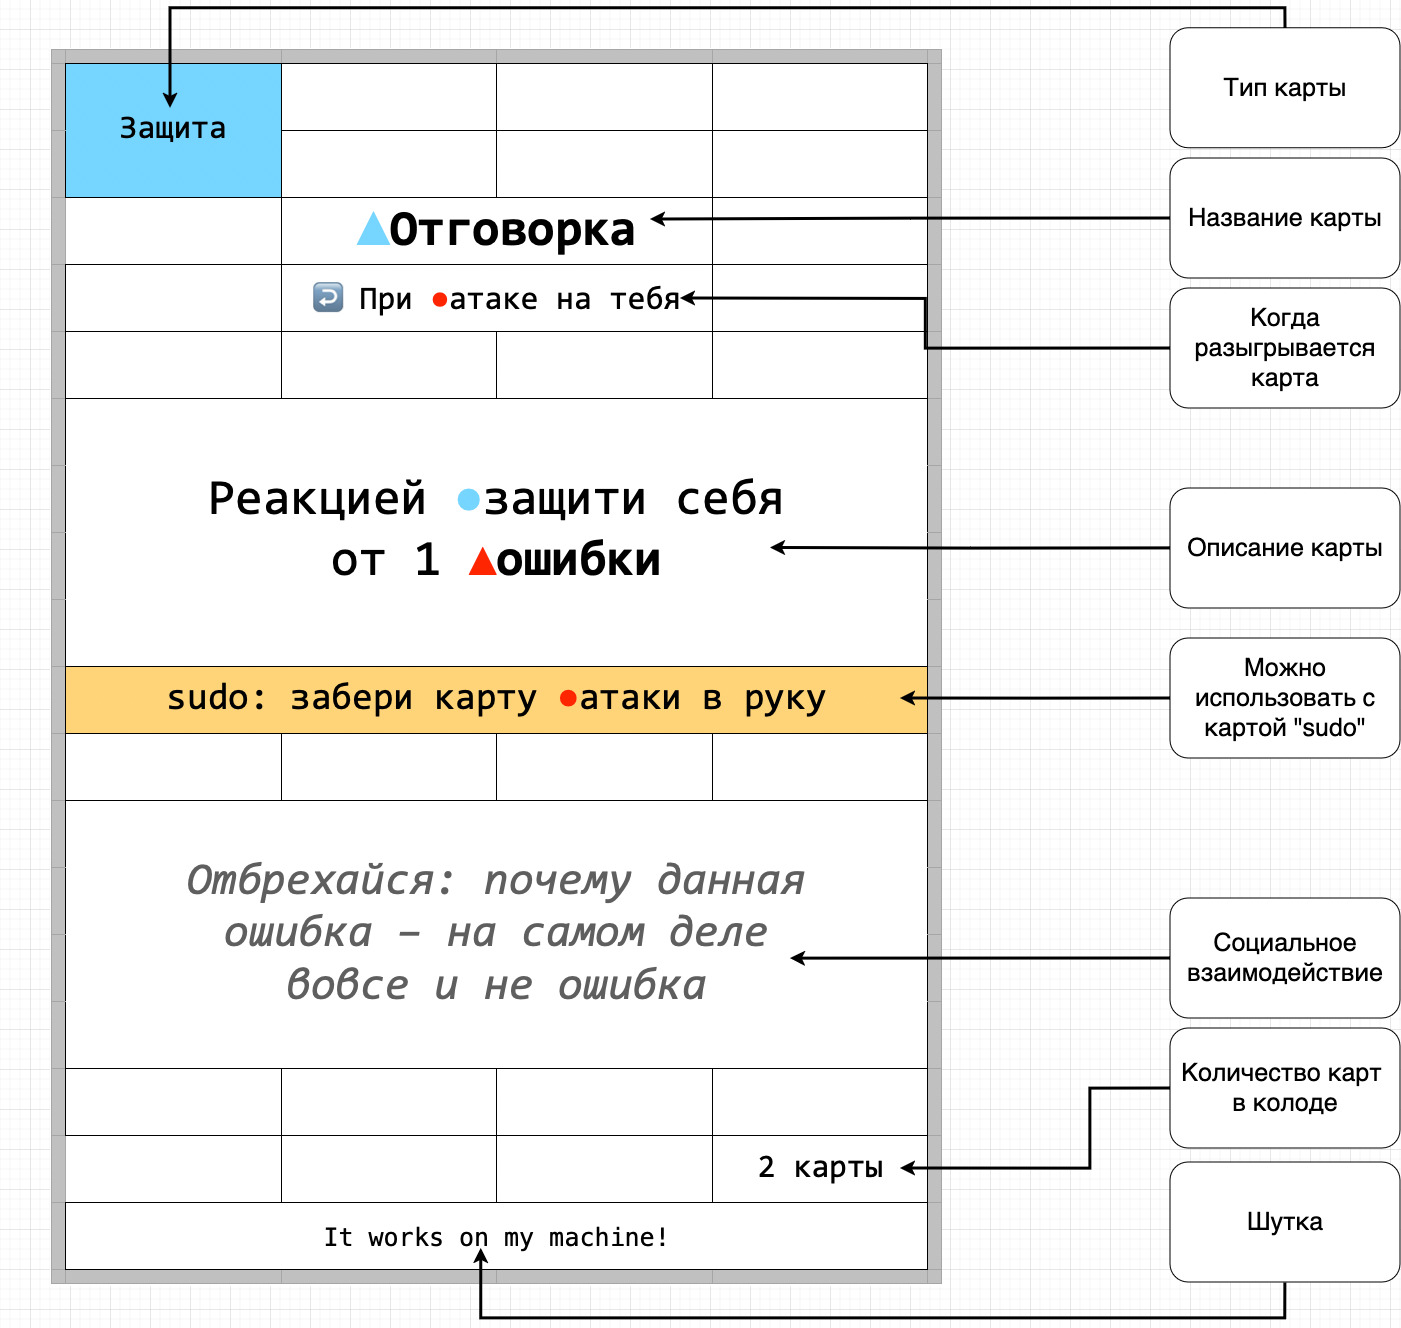 Защита
Отговорка
При атаке на тебя
Реакцией защити себя
от 1 ошибки
sudo: забери карту атаки в руку
Отбрехайся: почему данная
ошибка – на самом деле
вовсе и не ошибка
2 карты
It works on my machine!
Тип карты
Название карты
Когда
разыгрывается
карта
Описание карты
Можно
использовать с
картой "sudo"
Социальное
взаимодействие
Количество карт
в колоде
Шутка